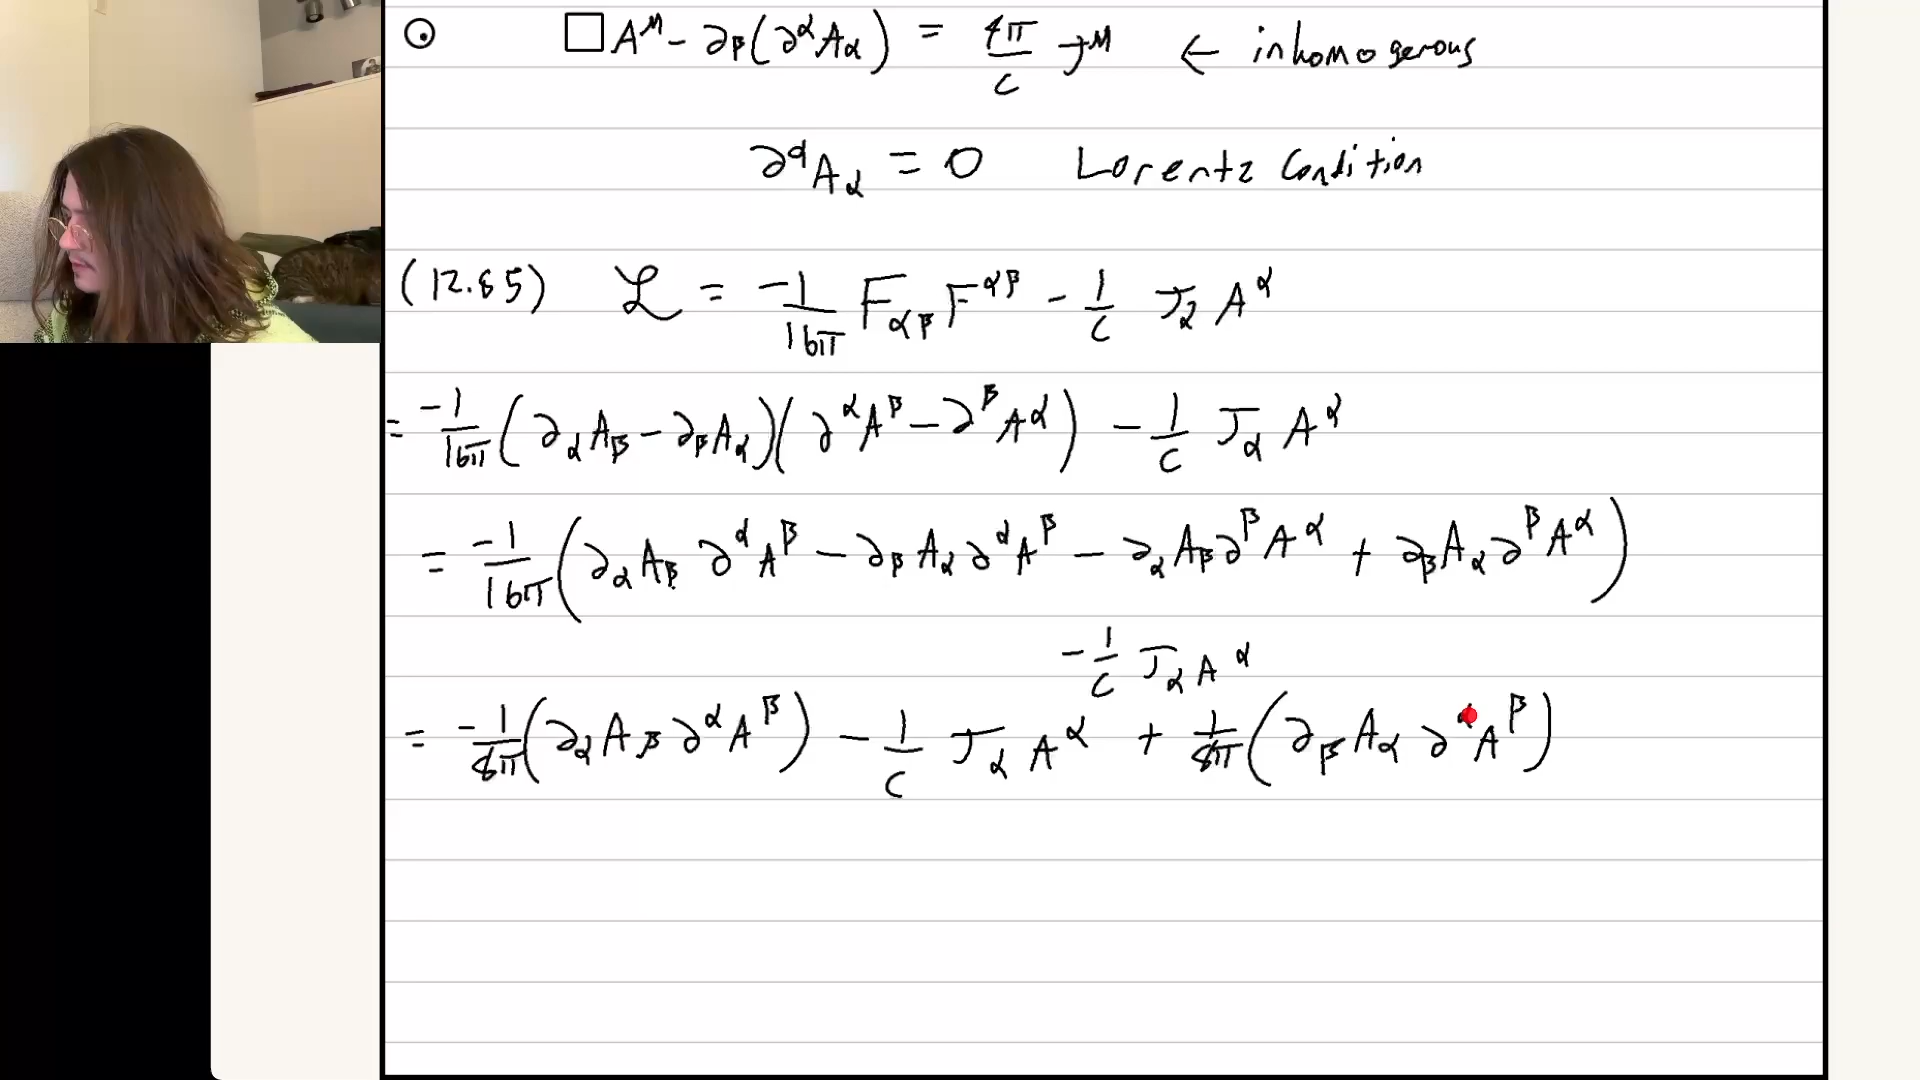 ⊙ □A^μ - ∂_β(∂^α A_α) = 4π/c J^μ ← inhomogenous
∂^α A_α = 0 Lorentz Condition
(12.85) ℒ = -1/16π F_αβ F^αβ - 1/c J_α A^α
= -1/16π (∂_α A_β - ∂_β A_α)(∂^α A^β - ∂^β A^α) - 1/c J_α A^α
= -1/16π (∂_α A_β ∂^α A^β - ∂_β A_α ∂^α A^β - ∂_α A_β ∂^β A^α + ∂_β A_α ∂^β A^α)
- 1/c J_α A^α
= -1/8π (∂_α A_β ∂^α A^β) - 1/c J_α A^α + 1/8π (∂_β A_α ∂^α A^β)